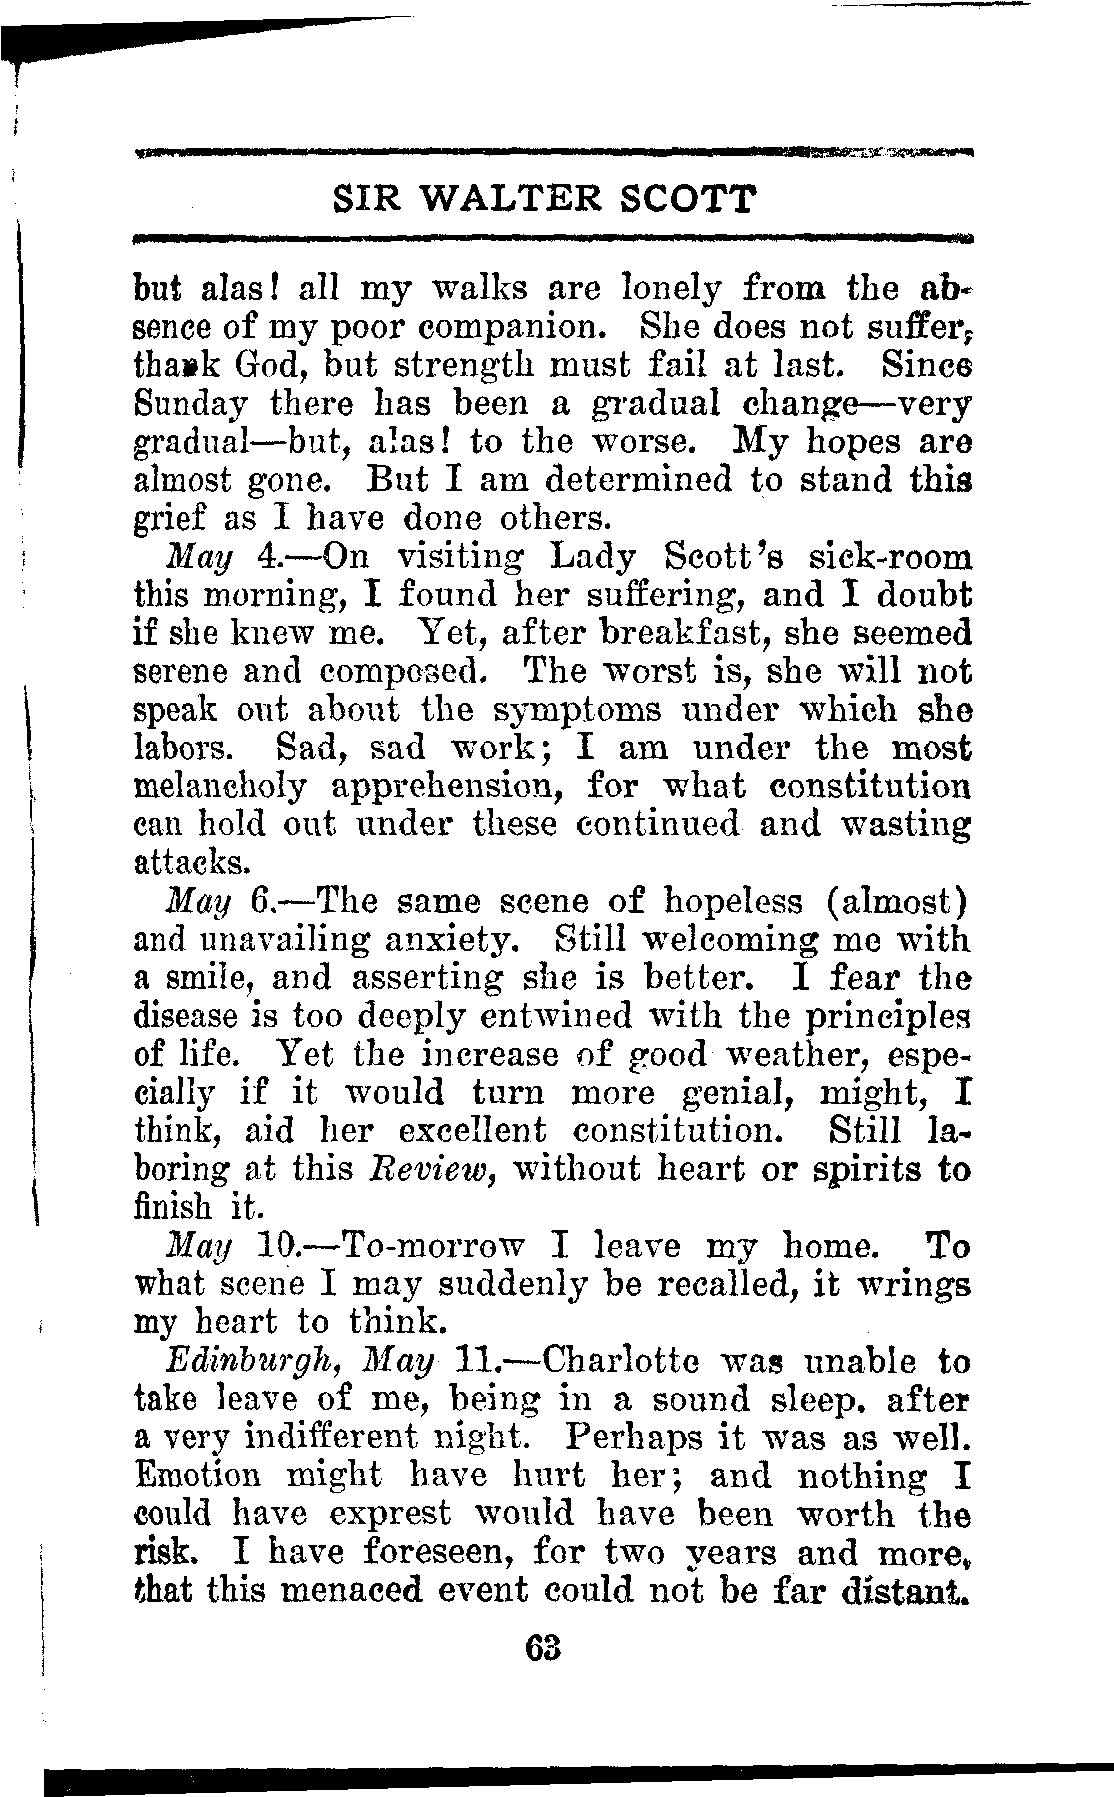 SIR WALTER SCOTT
but alas! all my walks are lonely from the ab-
sence of my poor companion. She does not suffer,
thank God, but strength must fail at last. Since
Sunday there has been a gradual change—very
gradual—but, alas! to the worse. My hopes are
almost gone. But I am determined to stand this
grief as I have done others.
May 4.—On visiting Lady Scott's sick-room
this morning, I found her suffering, and I doubt
if she knew me. Yet, after breakfast, she seemed
serene and composed. The worst is, she will not
speak out about the symptoms under which she
labors. Sad, sad work; I am under the most
melancholy apprehension, for what constitution
can hold out under these continued and wasting
attacks.
May 6.—The same scene of hopeless (almost)
and unavailing anxiety. Still welcoming me with
a smile, and asserting she is better. I fear the
disease is too deeply entwined with the principles
of life. Yet the increase of good weather, espe-
cially if it would turn more genial, might, I
think, aid her excellent constitution. Still la-
boring at this Review, without heart or spirits to
finish it.
May 10.—To-morrow I leave my home. To
what scene I may suddenly be recalled, it wrings
my heart to think.
Edinburgh, May 11.—Charlotte was unable to
take leave of me, being in a sound sleep. after
a very indifferent night. Perhaps it was as well.
Emotion might have hurt her; and nothing I
could have exprest would have been worth the
risk. I have foreseen, for two years and more,
that this menaced event could not be far distant.
63